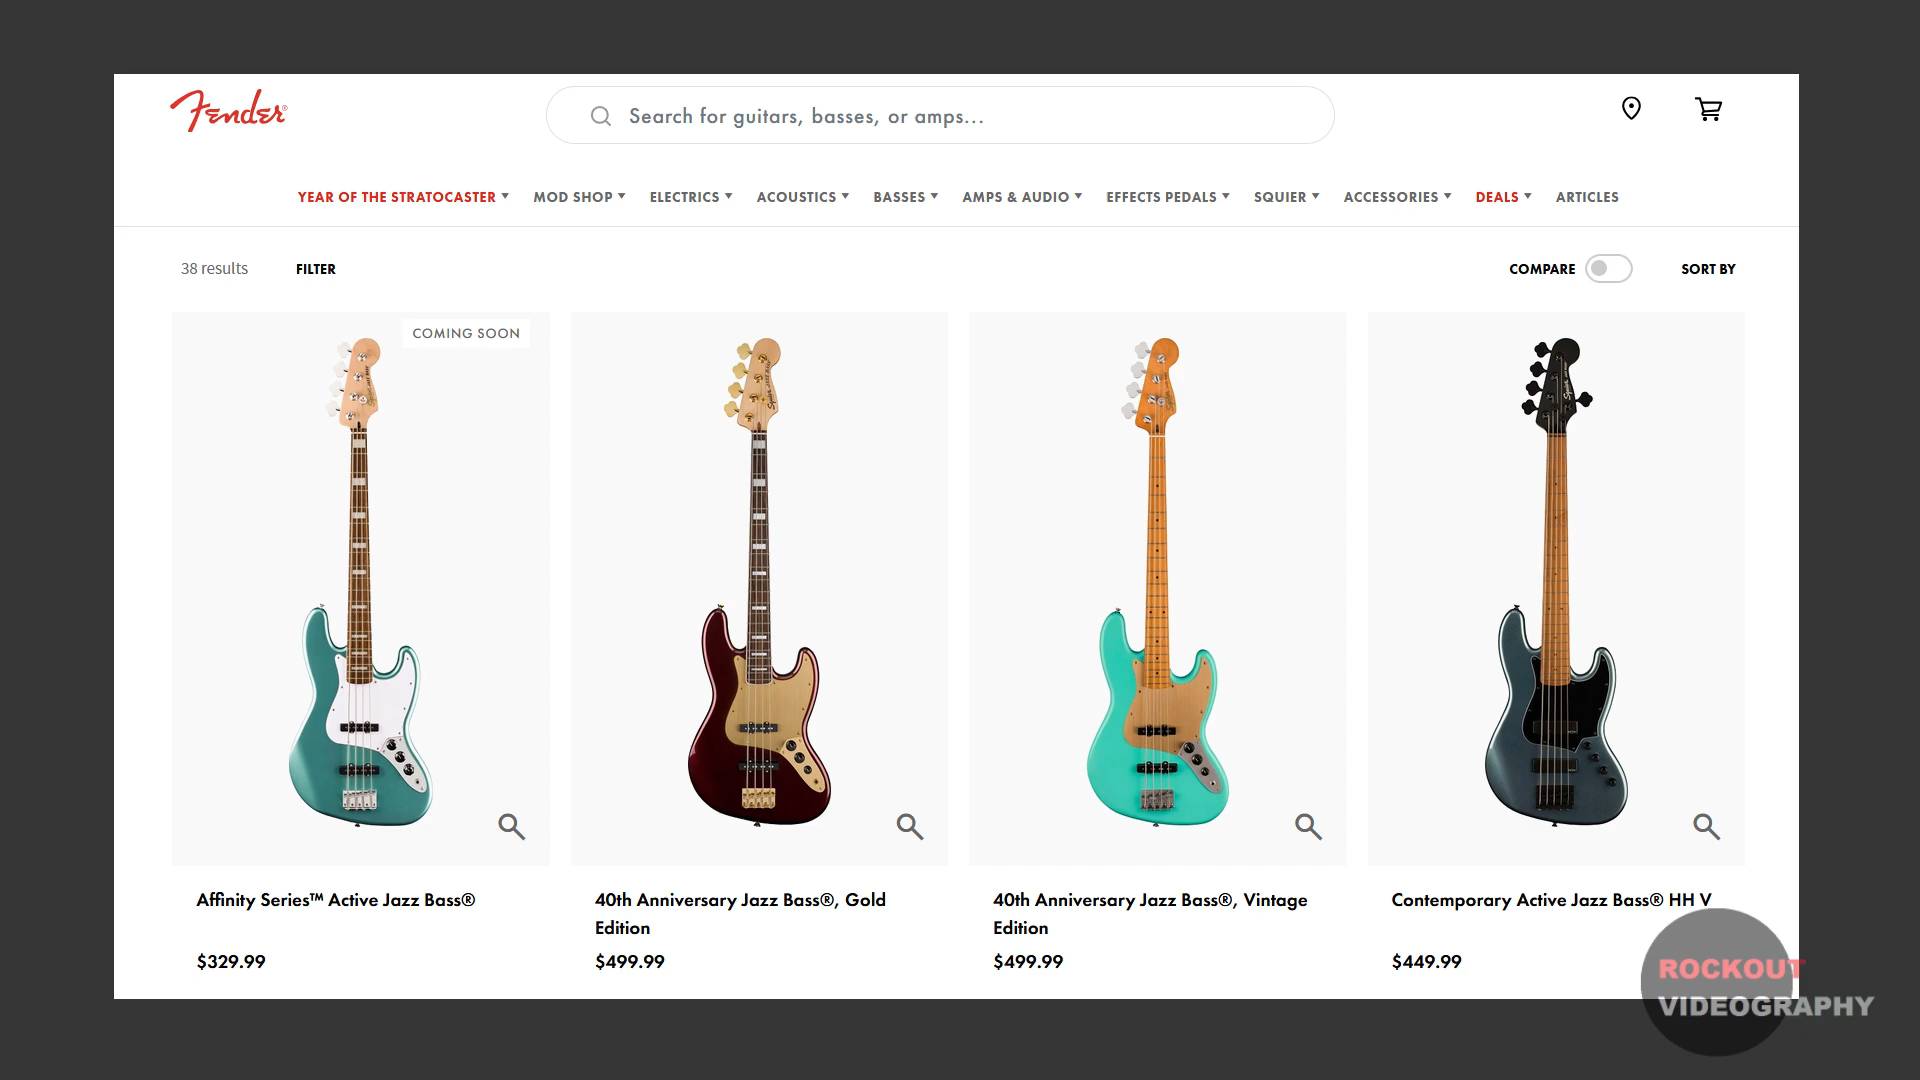 Fender®
Search for guitars, basses, or amps...
YEAR OF THE STRATOCASTER MOD SHOP ELECTRICS ACOUSTICS BASSES AMPS & AUDIO EFFECTS PEDALS SQUIER ACCESSORIES DEALS ARTICLES
38 results FILTER COMPARE SORT BY
COMING SOON
Affinity Series™ Active Jazz Bass®
$329.99
40th Anniversary Jazz Bass®, Gold
Edition
$499.99
40th Anniversary Jazz Bass®, Vintage
Edition
$499.99
Contemporary Active Jazz Bass® HH V
$449.99
ROCKOUT
VIDEOGRAPHY